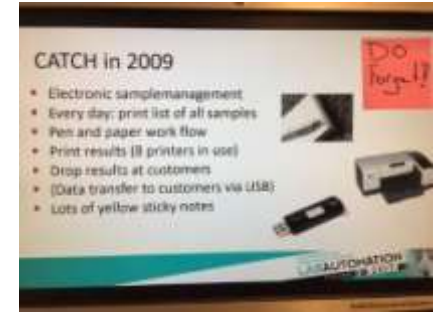 CATCH in 2009
DO
forget!
Electronic samplemanagement
Every day: print list of all samples
Pen and paper work flow
Print results (8 printers in use)
Drop results at customers
(Data transfer to customers via USB)
Lots of yellow sticky notes
LABAUTOMATION